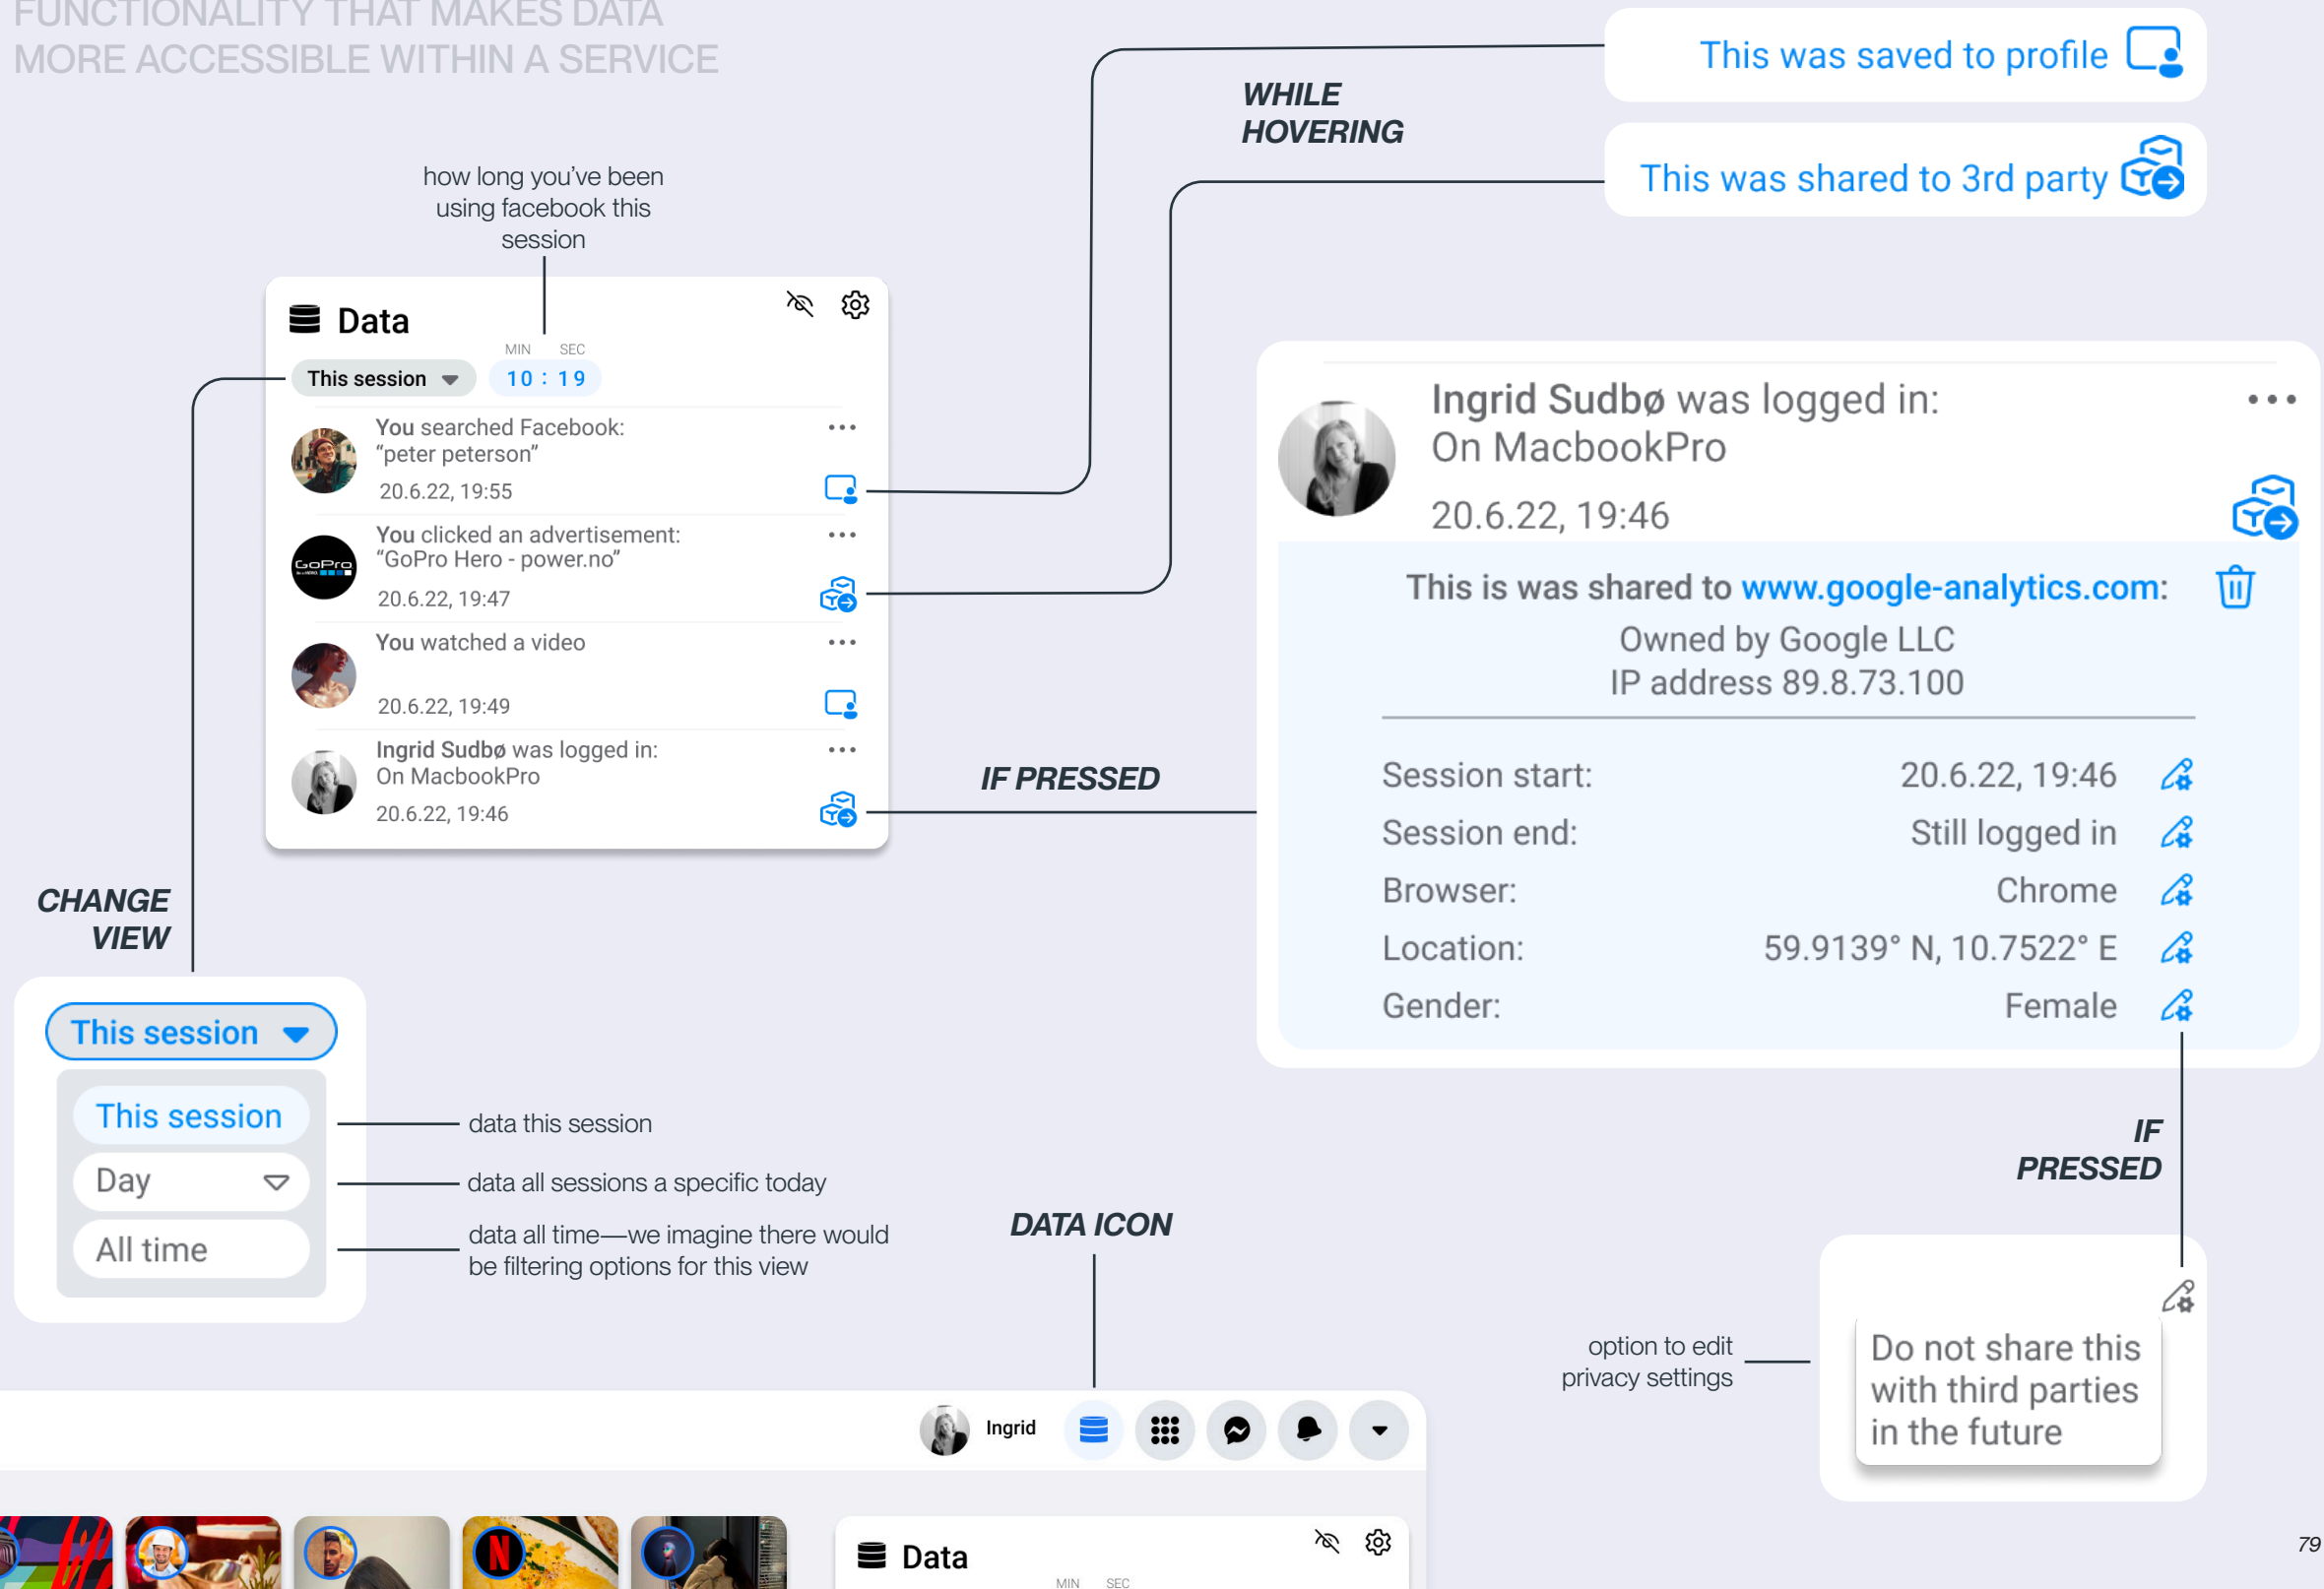 FUNCTIONALITY THAT MAKES DATA
MORE ACCESSIBLE WITHIN A SERVICE
This was saved to profile
WHILE
HOVERING
This was shared to 3rd party
how long you’ve been
using facebook this
session
Data
MIN SEC
This session
10 : 19
You searched Facebook:
“peter peterson”
20.6.22, 19:55
You clicked an advertisement:
“GoPro Hero - power.no”
20.6.22, 19:47
GoPro
You watched a video
20.6.22, 19:49
Ingrid Sudbø was logged in:
On MacbookPro
20.6.22, 19:46
IF PRESSED
Ingrid Sudbø was logged in:
On MacbookPro
20.6.22, 19:46
This is was shared to www.google-analytics.com:
Owned by Google LLC
IP address 89.8.73.100
Session start: 20.6.22, 19:46
Session end: Still logged in
Browser: Chrome
Location: 59.9139° N, 10.7522° E
Gender: Female
CHANGE
VIEW
This session
This session
Day
All time
data this session
data all sessions a specific today
data all time—we imagine there would
be filtering options for this view
IF
PRESSED
DATA ICON
option to edit
privacy settings
Do not share this
with third parties
in the future
Ingrid
N
Data
MIN SEC
79